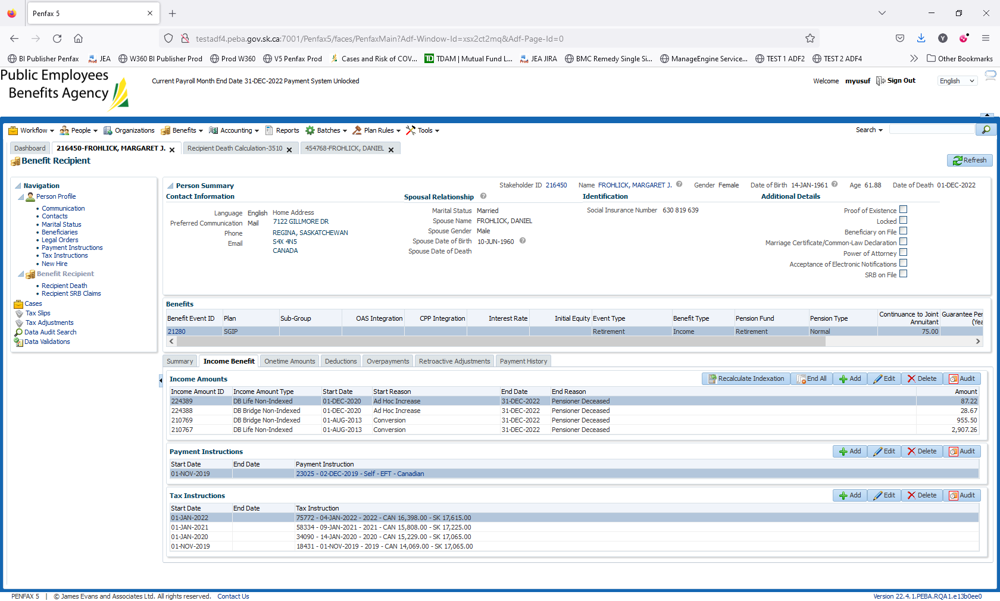 Penfax 5
testadf4.peba.gov.sk.ca:7001/Penfax5/faces/PenfaxMain?Adf-Window-Id=xsx2ct2mq&Adf-Page-Id=0
BI Publisher Penfax JEA W360 BI Publisher Prod Prod W360 V5 Penfax Prod Cases and Risk of COV... TD TDAM | Mutual Fund L... JEA JIRA BMC Remedy Single Si... ManageEngine Service... TEST 1 ADF2 TEST 2 ADF4 Other Bookmarks
Public Employees
Benefits Agency
Current Payroll Month End Date 31-DEC-2022 Payment System Unlocked
Welcome myusuf Sign Out English
Workflow People Organizations Benefits Accounting Reports Batches Plan Rules Tools Search
Dashboard 216450-FROHLICK, MARGARET J. Recipient Death Calculation-3510 454768-FROHLICK, DANIEL
Benefit Recipient
Refresh
Navigation
Person Profile
Communication
Contacts
Marital Status
Beneficiaries
Legal Orders
Payment Instructions
Tax Instructions
New Hire
Benefit Recipient
Recipient Death
Recipient SRB Claims
Cases
Tax Slips
Tax Adjustments
Data Audit Search
Data Validations
Person Summary Stakeholder ID 216450 Name FROHLICK, MARGARET J. Gender Female Date of Birth 14-JAN-1961 Age 61.88 Date of Death 01-DEC-2022
Contact Information
Language English
Preferred Communication Mail
Phone
Email
Home Address
7122 GILLMORE DR
REGINA, SASKATCHEWAN
S4X 4N5
CANADA
Spousal Relationship
Marital Status Married
Spouse Name FROHLICK, DANIEL
Spouse Gender Male
Spouse Date of Birth 10-JUN-1960
Spouse Date of Death
Identification
Social Insurance Number 630 819 639
Additional Details
Proof of Existence
Locked
Beneficiary on File
Marriage Certificate/Common-Law Declaration
Power of Attorney
Acceptance of Electronic Notifications
SRB on File
Benefits
Benefit Event ID Plan Sub-Group OAS Integration CPP Integration Interest Rate Initial Equity Event Type Benefit Type Pension Fund Pension Type Continuance to Joint Annuitant Guarantee Per (Yea
21280 SGIP Retirement Income Retirement Normal 75.00
Summary Income Benefit Onetime Amounts Deductions Overpayments Retroactive Adjustments Payment History
Income Amounts Recalculate Indexation End All Add Edit Delete Audit
Income Amount ID Income Amount Type Start Date Start Reason End Date End Reason Amount
224389 DB Life Non-Indexed 01-DEC-2020 Ad Hoc Increase 31-DEC-2022 Pensioner Deceased 87.22
224388 DB Bridge Non-Indexed 01-DEC-2020 Ad Hoc Increase 31-DEC-2022 Pensioner Deceased 28.67
210769 DB Bridge Non-Indexed 01-AUG-2013 Conversion 31-DEC-2022 Pensioner Deceased 955.50
210767 DB Life Non-Indexed 01-AUG-2013 Conversion 31-DEC-2022 Pensioner Deceased 2,907.26
Payment Instructions Add Edit Delete Audit
Start Date End Date Payment Instruction
01-NOV-2019 23025 - 02-DEC-2019 - Self - EFT - Canadian
Tax Instructions Add Edit Delete Audit
Start Date End Date Tax Instruction
01-JAN-2022 75772 - 04-JAN-2022 - 2022 - CAN 16,398.00 - SK 17,615.00
01-JAN-2021 58334 - 09-JAN-2021 - 2021 - CAN 15,808.00 - SK 17,225.00
01-JAN-2020 34090 - 14-JAN-2020 - 2020 - CAN 15,229.00 - SK 17,065.00
01-NOV-2019 18431 - 01-NOV-2019 - 2019 - CAN 14,069.00 - SK 17,065.00
PENFAX 5 | © James Evans and Associates Ltd. All rights reserved. Contact Us Version 22.4.1.PEBA.RQA1.e13b0ee0